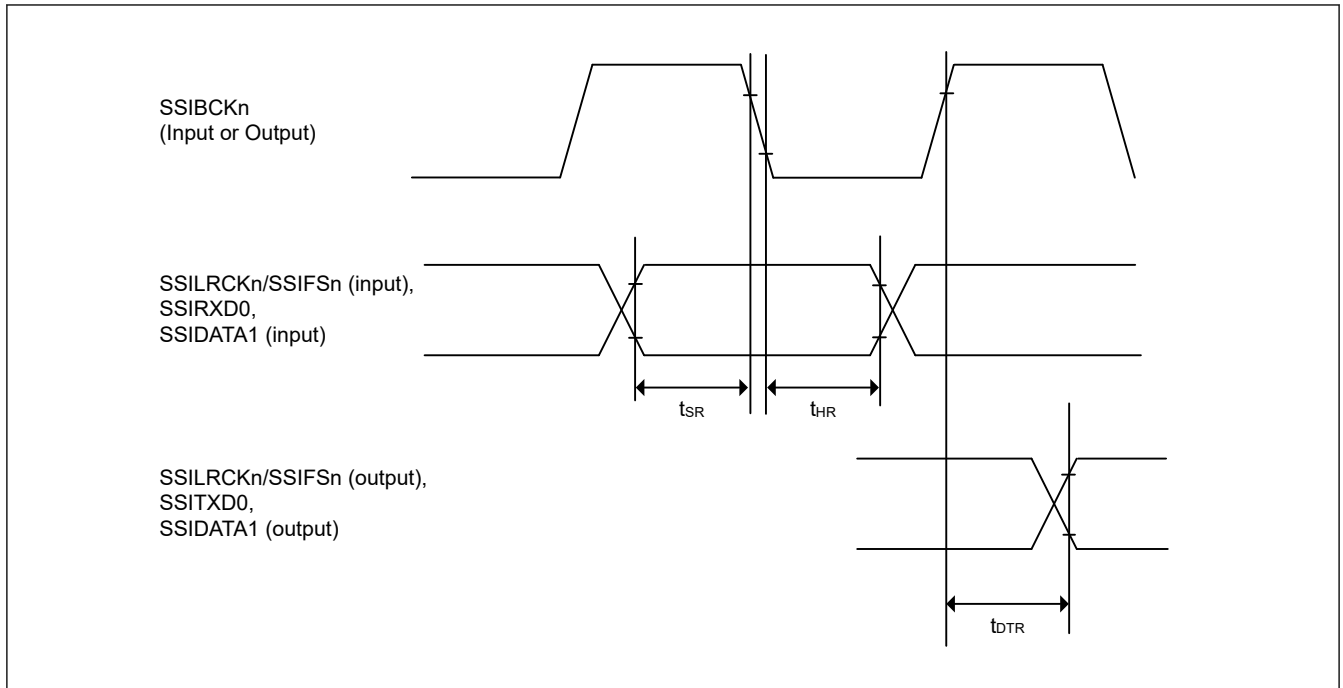 SSIBCKn
(Input or Output)
SSILRCKn/SSIFSn (input),
SSIRXD0,
SSIDATA1 (input)
tSR
tHR
SSILRCKn/SSIFSn (output),
SSITXD0,
SSIDATA1 (output)
tDTR